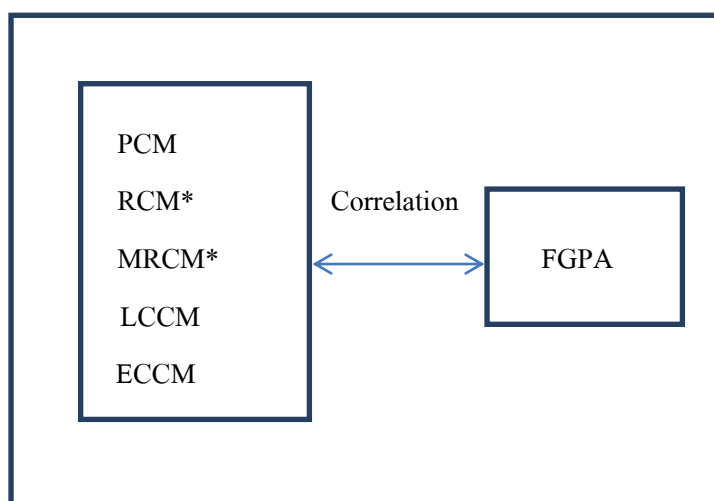 PCM
RCM*
MRCM*
LCCM
ECCM
Correlation
FGPA